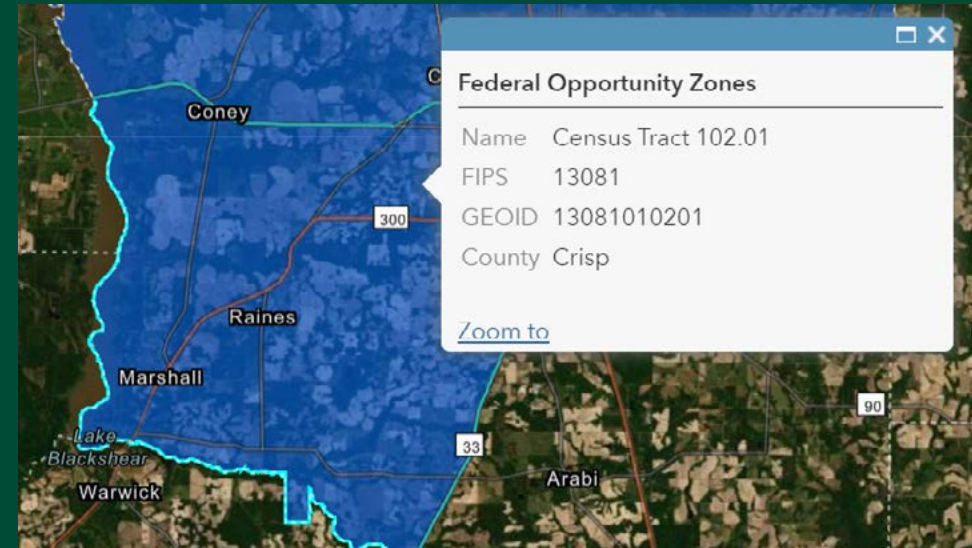 Federal Opportunity Zones
Name Census Tract 102.01
FIPS 13081
GEOID 13081010201
County Crisp
Zoom to
C
Coney
300
Raines
Marshall
90
Lake
Blackshear
33
Arabi
Warwick